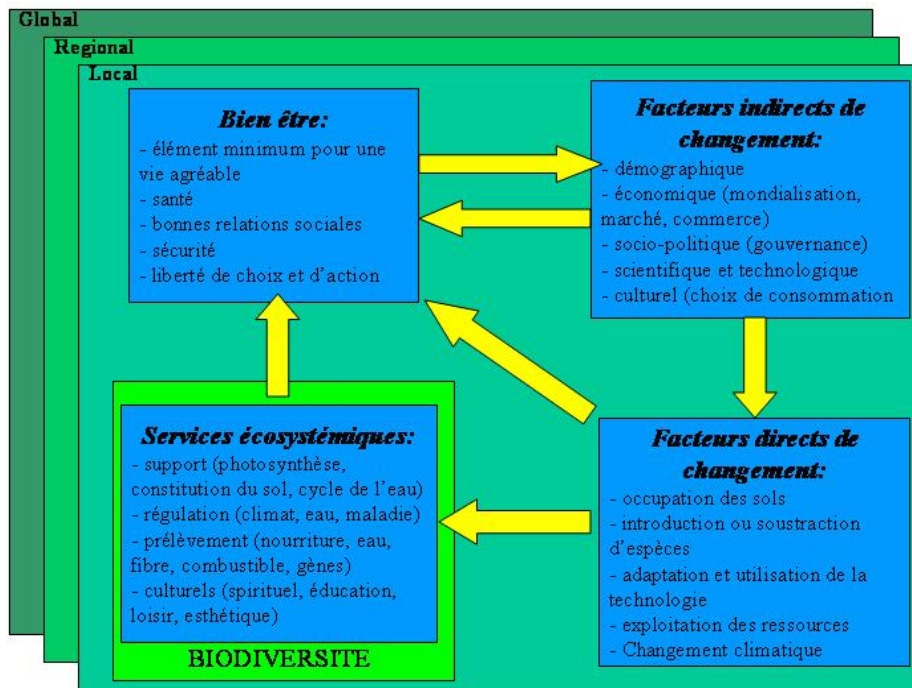 Global
Regional
Local
Bien être:
- élément minimum pour une
vie agréable
- santé
- bonnes relations sociales
- sécurité
- liberté de choix et d'action
Facteurs indirects de
changement:
- démographique
- économique (mondialisation,
marché, commerce)
- socio-politique (gouvernance)
- scientifique et technologique
- culturel (choix de consommation
Services écosystémiques:
- support (photosynthèse,
constitution du sol, cycle de l'eau)
- régulation (climat, eau, maladie)
- prélèvement (nourriture, eau,
fibre, combustible, gènes)
- culturels (spirituel, éducation,
loisir, esthétique)
BIODIVERSITE
Facteurs directs de
changement:
- occupation des sols
- introduction ou soustraction
d'espèces
- adaptation et utilisation de la
technologie
- exploitation des ressources
- Changement climatique